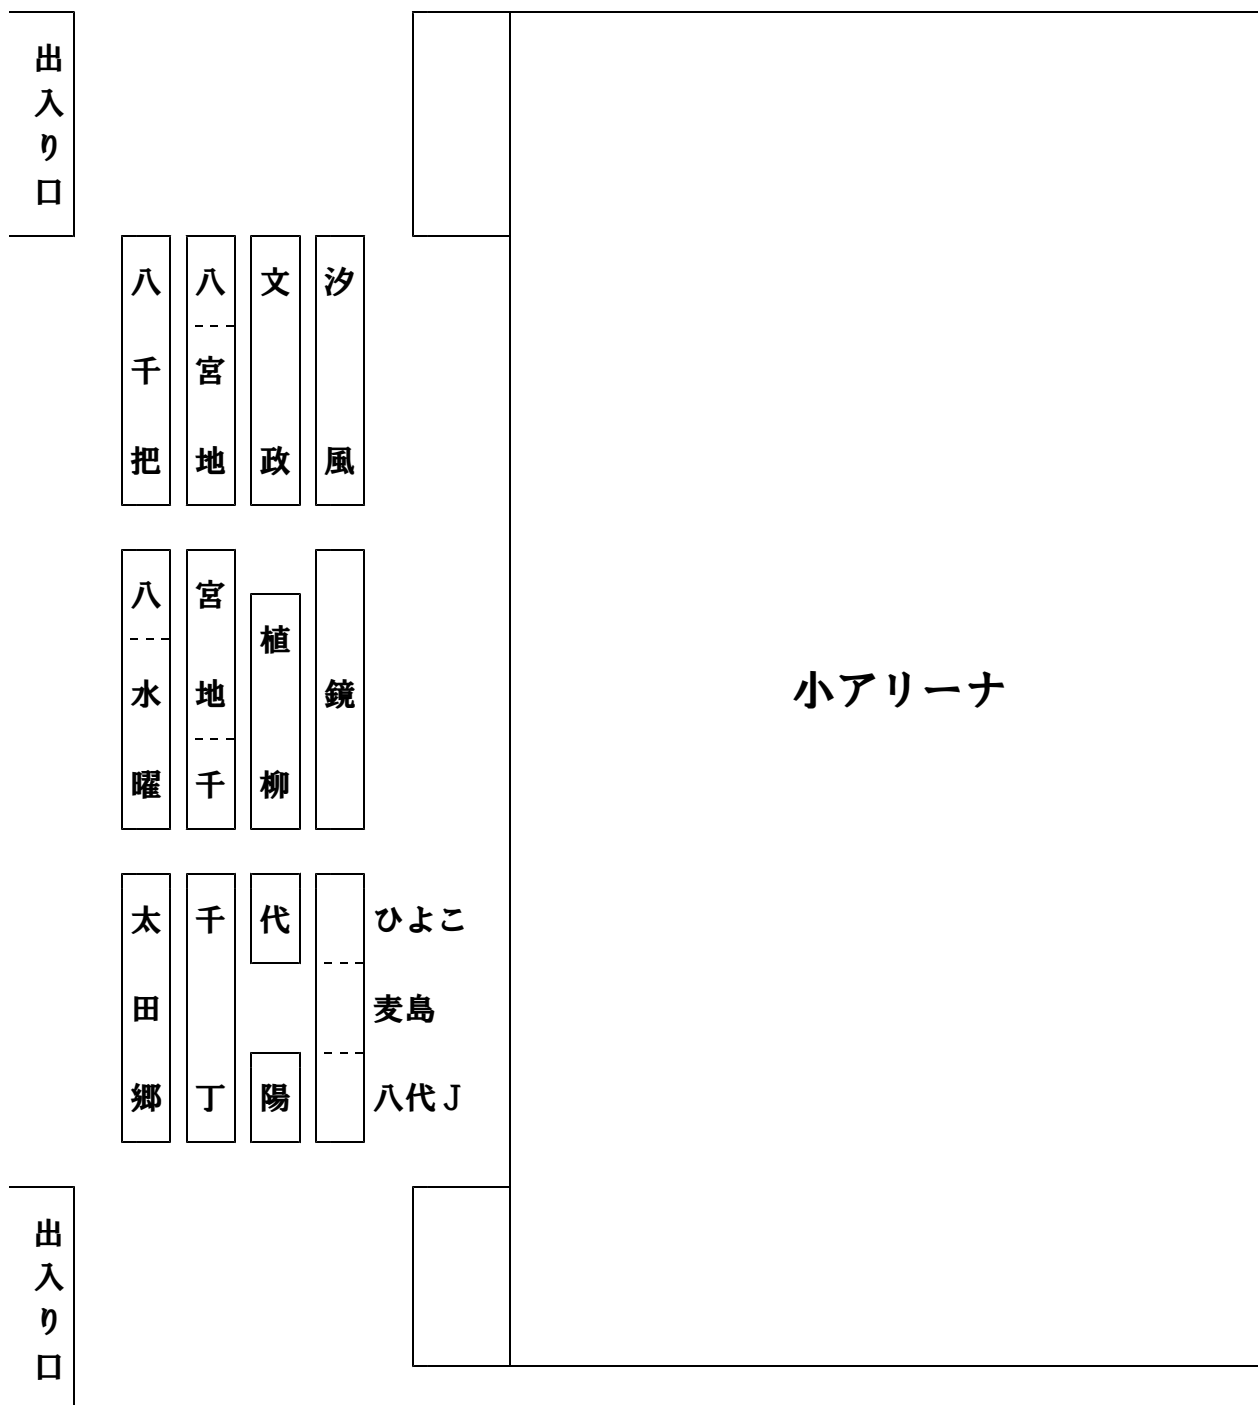 出入り口
八千把
八宮地
文政
汐風
八水曜
宮地千
植柳
鏡
小アリーナ
太田郷
千丁
代陽
ひよこ
麦島
八代J
出入り口